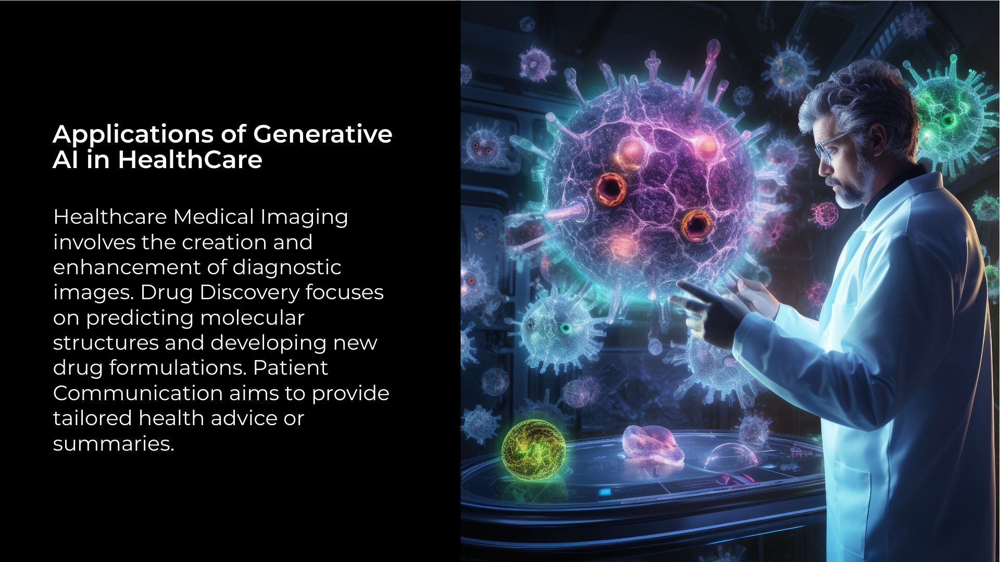 Applications of Generative
AI in HealthCare
Healthcare Medical Imaging
involves the creation and
enhancement of diagnostic
images. Drug Discovery focuses
on predicting molecular
structures and developing new
drug formulations. Patient
Communication aims to provide
tailored health advice or
summaries.